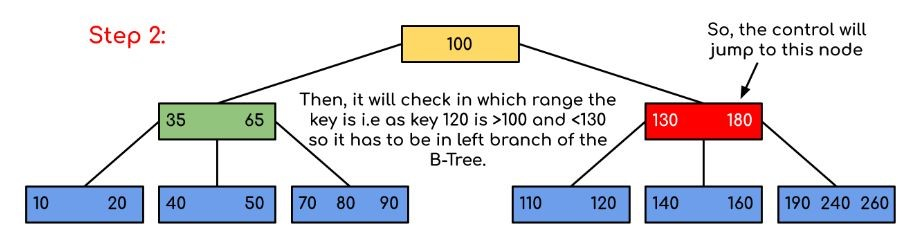 Step 2:
100
So, the control will
jump to this node
Then, it will check in which range the
key is i.e as key 120 is >100 and <130
so it has to be in left branch of the
B-Tree.
35 65
130 180
10 20
40 50
70 80 90
110 120
140 160
190 240 260